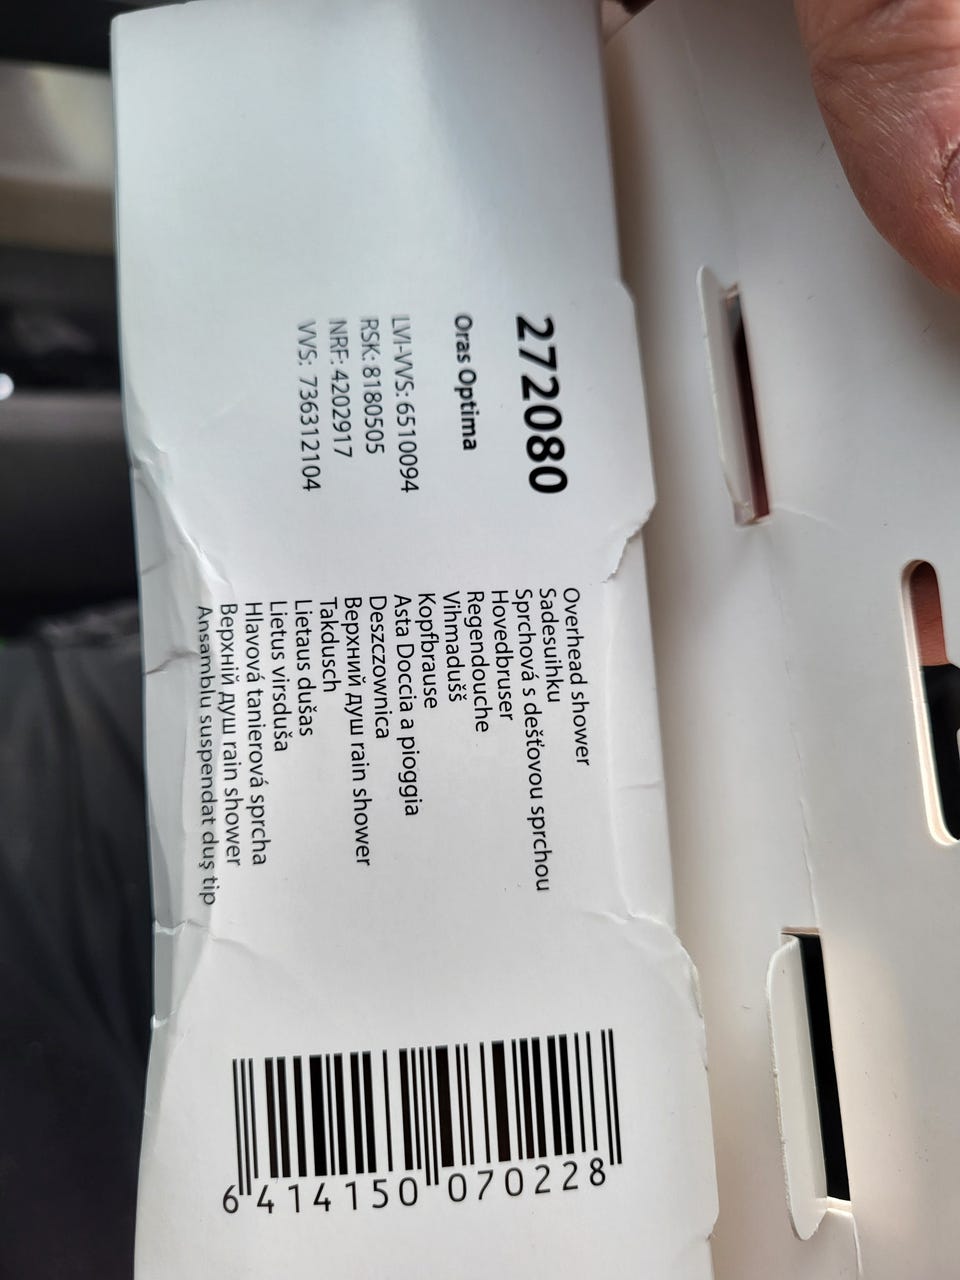 272080
Oras Optima
LVI-VVS: 6510094
RSK: 8180505
NRF: 4202917
VVS: 736312104
Overhead shower
Sadesuihku
Sprchová s dešťovou sprchou
Hovedbruser
Regendouche
Vihmadušš
Kopfbrause
Asta Doccia a pioggia
Deszczownica
Верхний душ rain shower
Takdusch
Lietaus dušas
Lietus virsduša
Hlavová tanierová sprcha
Верхній душ rain shower
Ansamblu suspendat duș tip
6 414150 070228